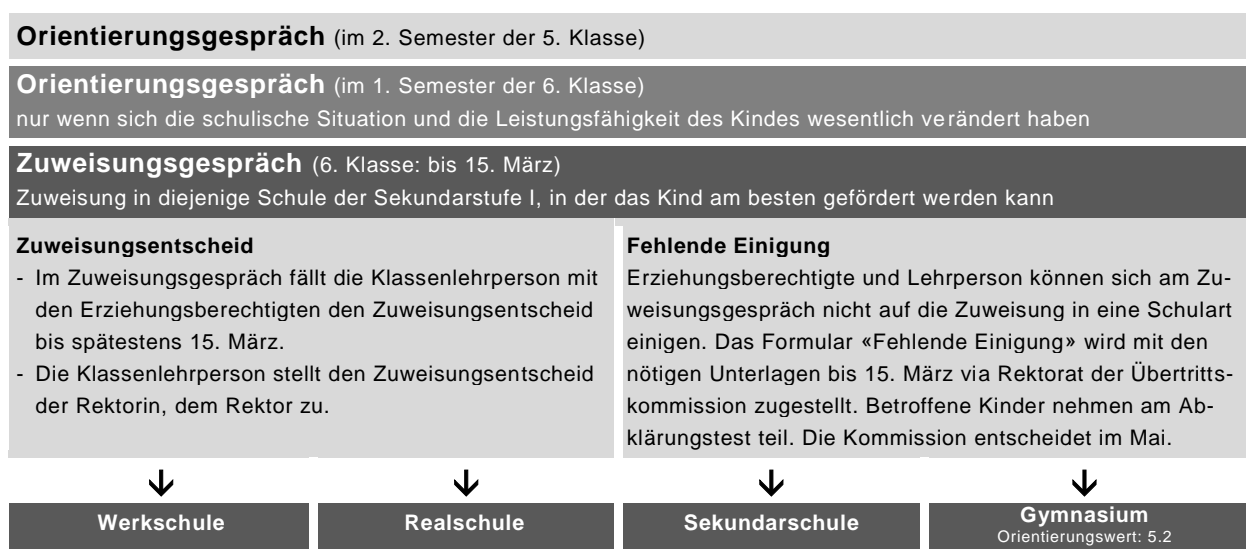 Orientierungsgespräch (im 2. Semester der 5. Klasse)
Orientierungsgespräch (im 1. Semester der 6. Klasse)
nur wenn sich die schulische Situation und die Leistungsfähigkeit des Kindes wesentlich verändert haben
Zuweisungsgespräch (6. Klasse: bis 15. März)
Zuweisung in diejenige Schule der Sekundarstufe I, in der das Kind am besten gefördert werden kann
Zuweisungsentscheid
- Im Zuweisungsgespräch fällt die Klassenlehrperson mit
den Erziehungsberechtigten den Zuweisungsentscheid
bis spätestens 15. März.
- Die Klassenlehrperson stellt den Zuweisungsentscheid
der Rektorin, dem Rektor zu.
Fehlende Einigung
Erziehungsberechtigte und Lehrperson können sich am Zu-
weisungsgespräch nicht auf die Zuweisung in eine Schulart
einigen. Das Formular «Fehlende Einigung» wird mit den
nötigen Unterlagen bis 15. März via Rektorat der Übertritts-
kommission zugestellt. Betroffene Kinder nehmen am Ab-
klärungstest teil. Die Kommission entscheidet im Mai.
Werkschule
Realschule
Sekundarschule
Gymnasium
Orientierungswert: 5.2